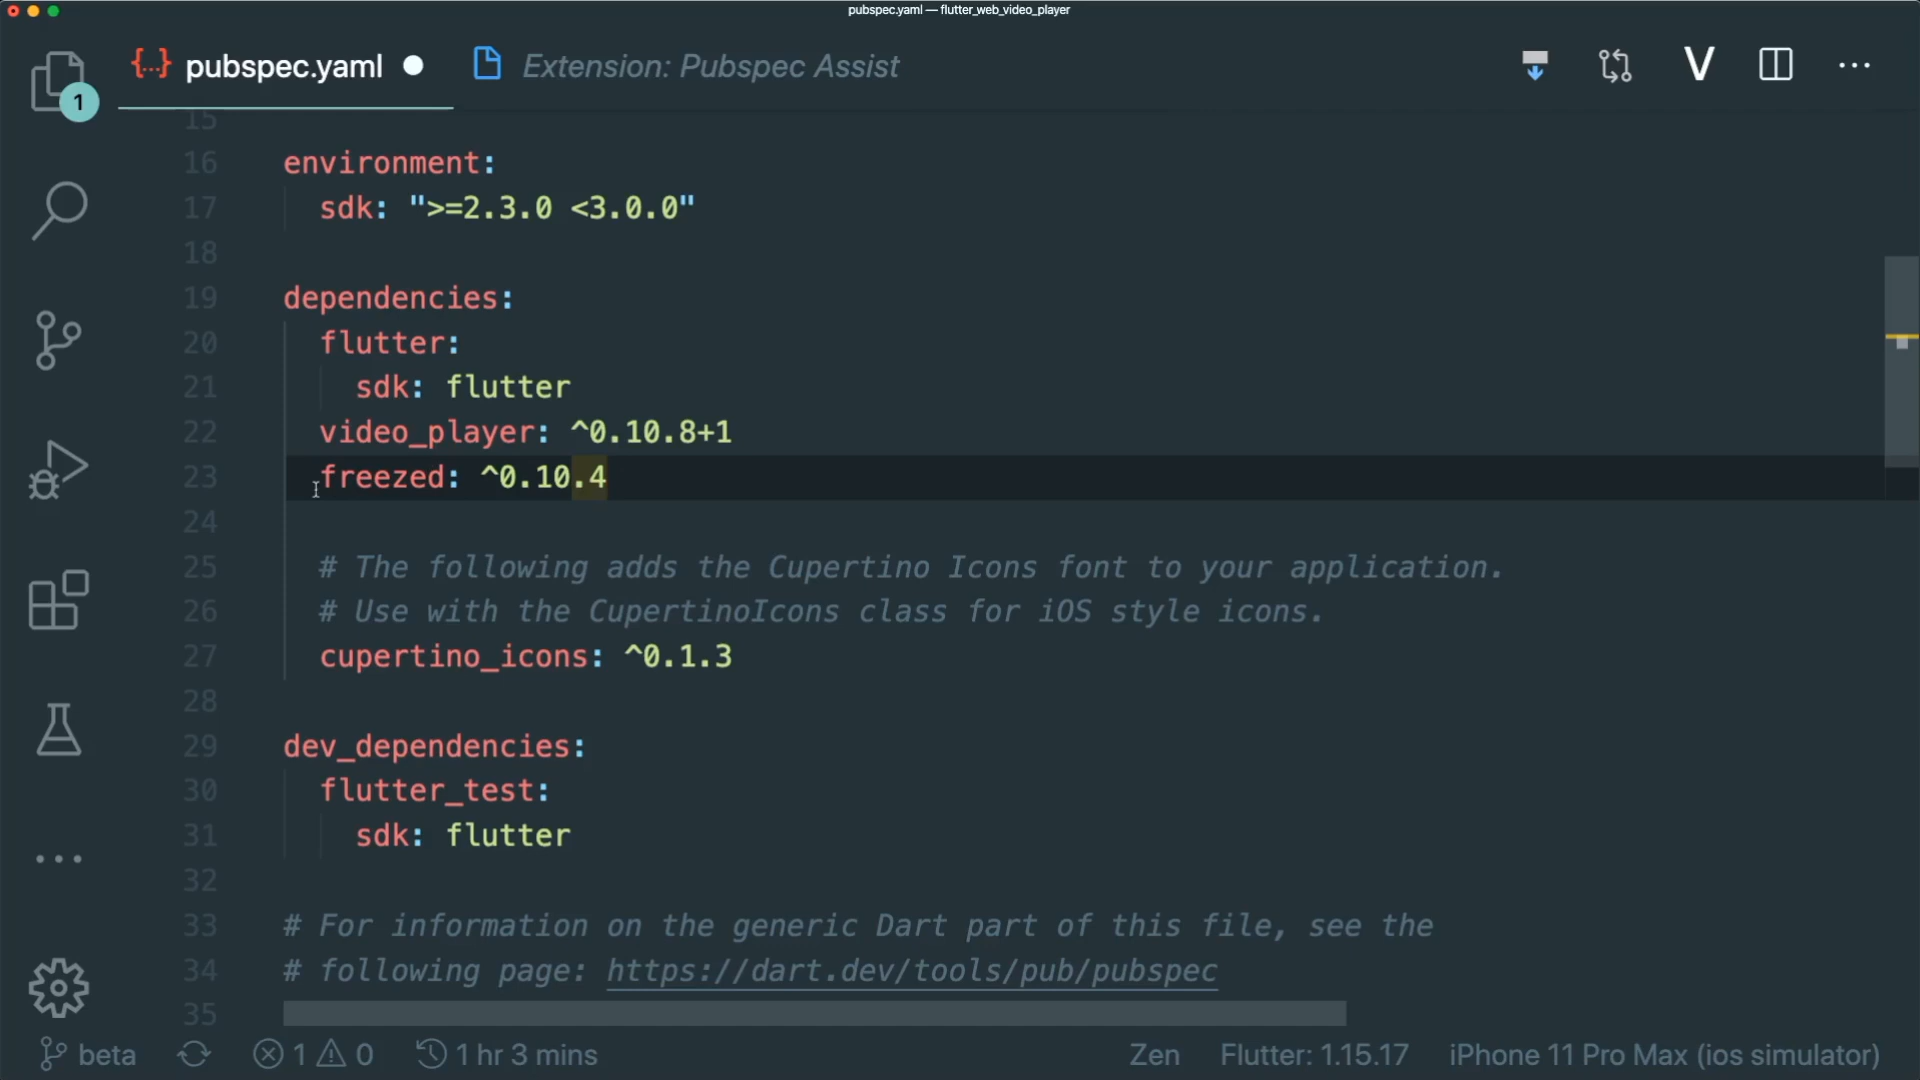 pubspec.yaml — flutter_web_video_player
1
{...} pubspec.yaml
Extension: Pubspec Assist
V
15
16 environment:
17 sdk: ">=2.3.0 <3.0.0"
18
19 dependencies:
20 flutter:
21 sdk: flutter
22 video_player: ^0.10.8+1
23 freezed: ^0.10.4
24
25 # The following adds the Cupertino Icons font to your application.
26 # Use with the CupertinoIcons class for iOS style icons.
27 cupertino_icons: ^0.1.3
28
29 dev_dependencies:
30 flutter_test:
31 sdk: flutter
32
33 # For information on the generic Dart part of this file, see the
34 # following page: https://dart.dev/tools/pub/pubspec
35
beta 1 0 1 hr 3 mins Zen Flutter: 1.15.17 iPhone 11 Pro Max (ios simulator)